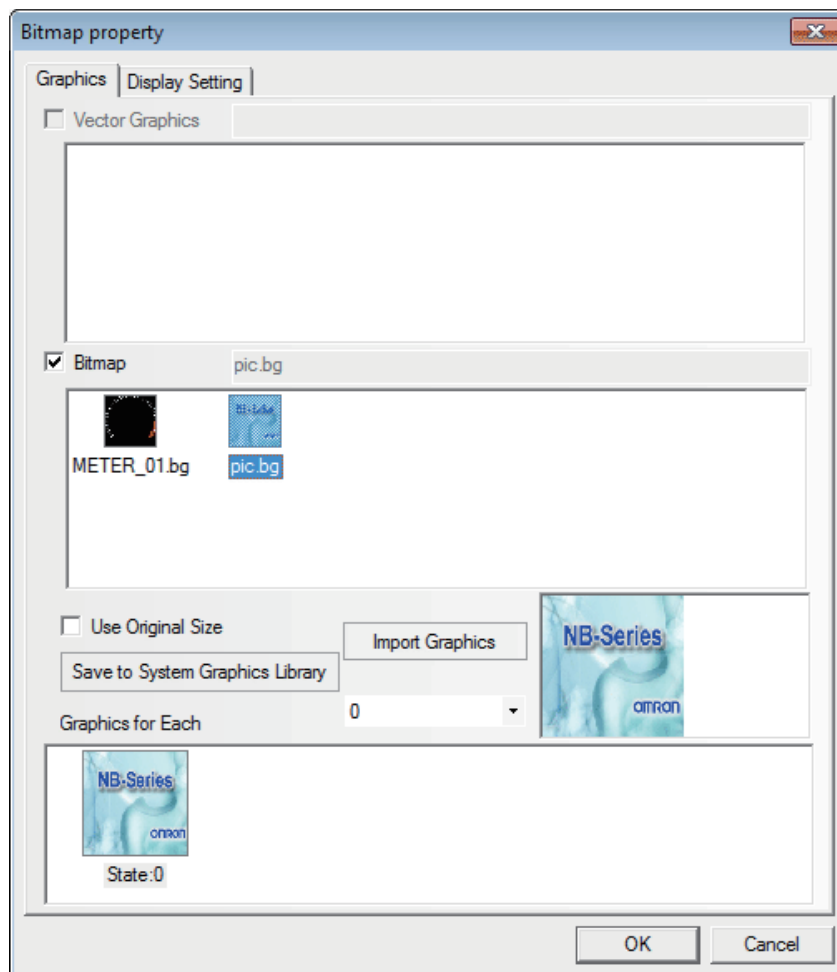 Bitmap property
Graphics
Display Setting
Vector Graphics
Bitmap
pic.bg
METER_01.bg
pic.bg
Use Original Size
Import Graphics
Save to System Graphics Library
NB-Series
OMRON
Graphics for Each
0
NB-Series
OMRON
State:0
OK
Cancel